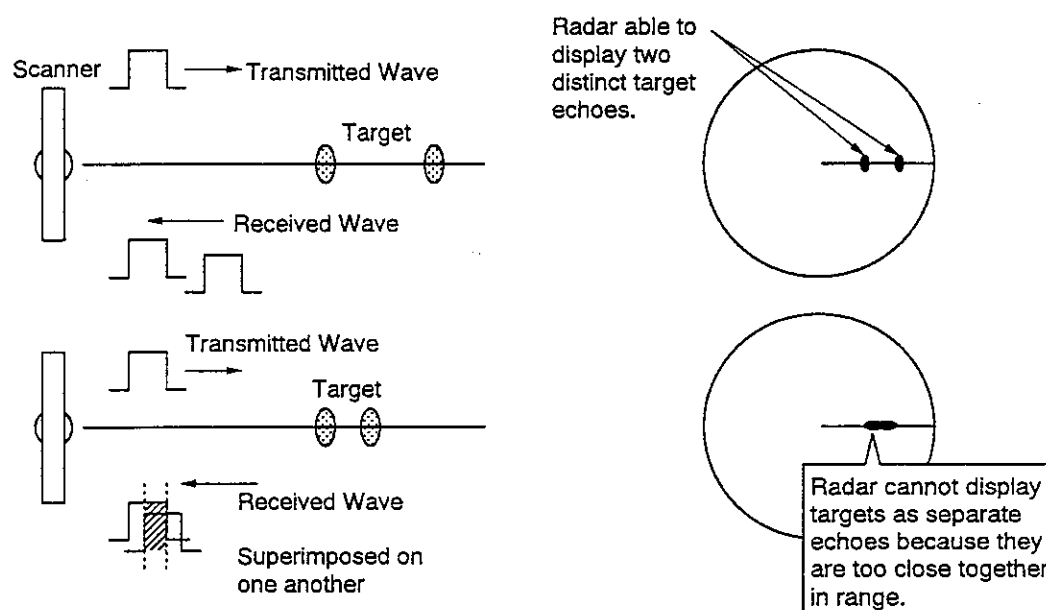 Scanner
Transmitted Wave
Target
Received Wave
Radar able to
display two
distinct target
echoes.
Transmitted Wave
Target
Received Wave
Superimposed on
one another
Radar cannot display
targets as separate
echoes because they
are too close together
in range.